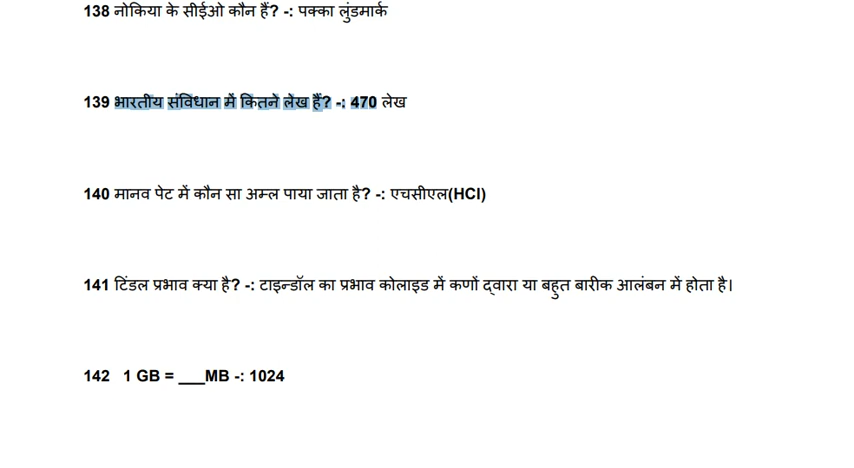 138 नोकिया के सीईओ कौन हैं? -: पक्का लुंडमार्क
139 भारतीय संविधान में कितने लेख हैं? -: 470 लेख
140 मानव पेट में कौन सा अम्ल पाया जाता है? -: एचसीएल(HCl)
141 टिंडल प्रभाव क्या है? -: टाइन्डॉल का प्रभाव कोलाइड में कणों द्वारा या बहुत बारीक आलंबन में होता है।
142 1 GB = ___MB -: 1024